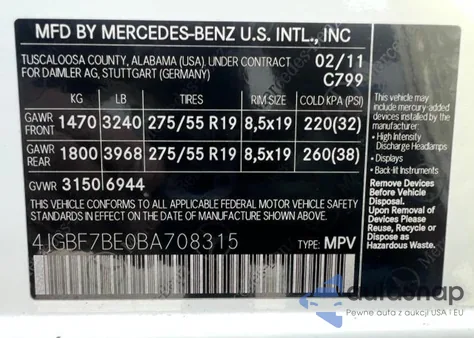 MFD BY MERCEDES-BENZ U.S. INTL., INC
TUSCALOOSA COUNTY, ALABAMA (USA). UNDER CONTRACT 02/11
FOR DAIMLER AG, STUTTGART (GERMANY) C799
KG LB TIRES RIM SIZE COLD KPA (PSI)
GAWR FRONT 1470 3240 275/55 R19 8,5x19 220(32)
GAWR REAR 1800 3968 275/55 R19 8,5x19 260(38)
GVWR 3150 6944
THIS VEHICLE CONFORMS TO ALL APPLICABLE FEDERAL MOTOR VEHICLE SAFETY
STANDARDS IN EFFECT ON THE DATE OF MANUFACTURE SHOWN ABOVE.
4JGBF7BE0BA708315 TYPE: MPV
This vehicle may
include mercury-added
devices installed by the
manufacturer:
• High Intensity
Discharge Headlamps
• Displays
• Back-lit Instruments
Remove Devices
Before Vehicle Disposal.
Upon Removal of Devices
Please Reuse, Recycle or
Dispose as
Hazardous Waste.
autosnap
Pewne auta z aukcji USA i EU